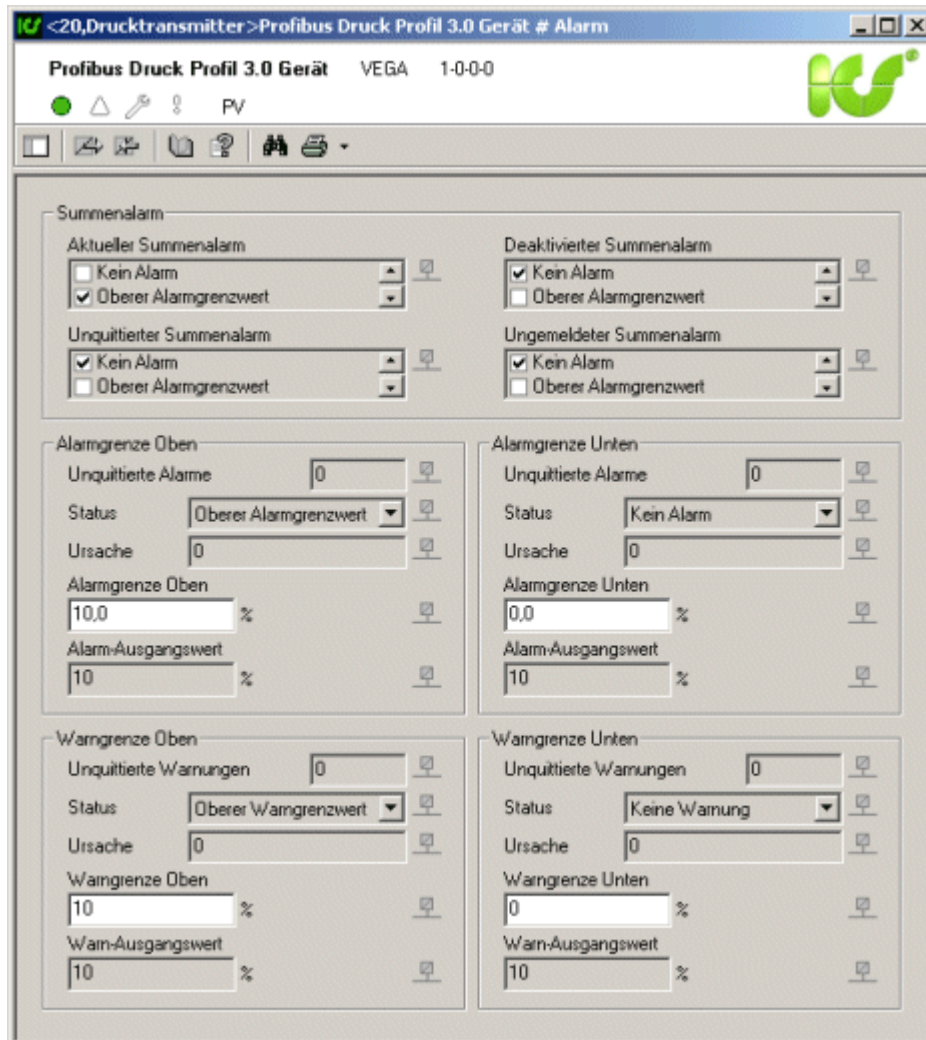 <20,Drucktransmitter>Profibus Druck Profil 3.0 Gerät # Alarm
Profibus Druck Profil 3.0 Gerät VEGA 1-0-0-0
PV
Summenalarm
Aktueller Summenalarm
Kein Alarm
Oberer Alarmgrenzwert
Deaktivierter Summenalarm
Kein Alarm
Oberer Alarmgrenzwert
Unquittierter Summenalarm
Kein Alarm
Oberer Alarmgrenzwert
Ungemeldeter Summenalarm
Kein Alarm
Oberer Alarmgrenzwert
Alarmgrenze Oben
Unquittierte Alarme 0
Status Oberer Alarmgrenzwert
Ursache 0
Alarmgrenze Oben
10,0 %
Alarm-Ausgangswert
10 %
Alarmgrenze Unten
Unquittierte Alarme 0
Status Kein Alarm
Ursache 0
Alarmgrenze Unten
0,0 %
Alarm-Ausgangswert
10 %
Warngrenze Oben
Unquittierte Warnungen 0
Status Oberer Warngrenzwert
Ursache 0
Warngrenze Oben
10 %
Warn-Ausgangswert
10 %
Warngrenze Unten
Unquittierte Warnungen 0
Status Keine Warnung
Ursache 0
Warngrenze Unten
0 %
Warn-Ausgangswert
10 %